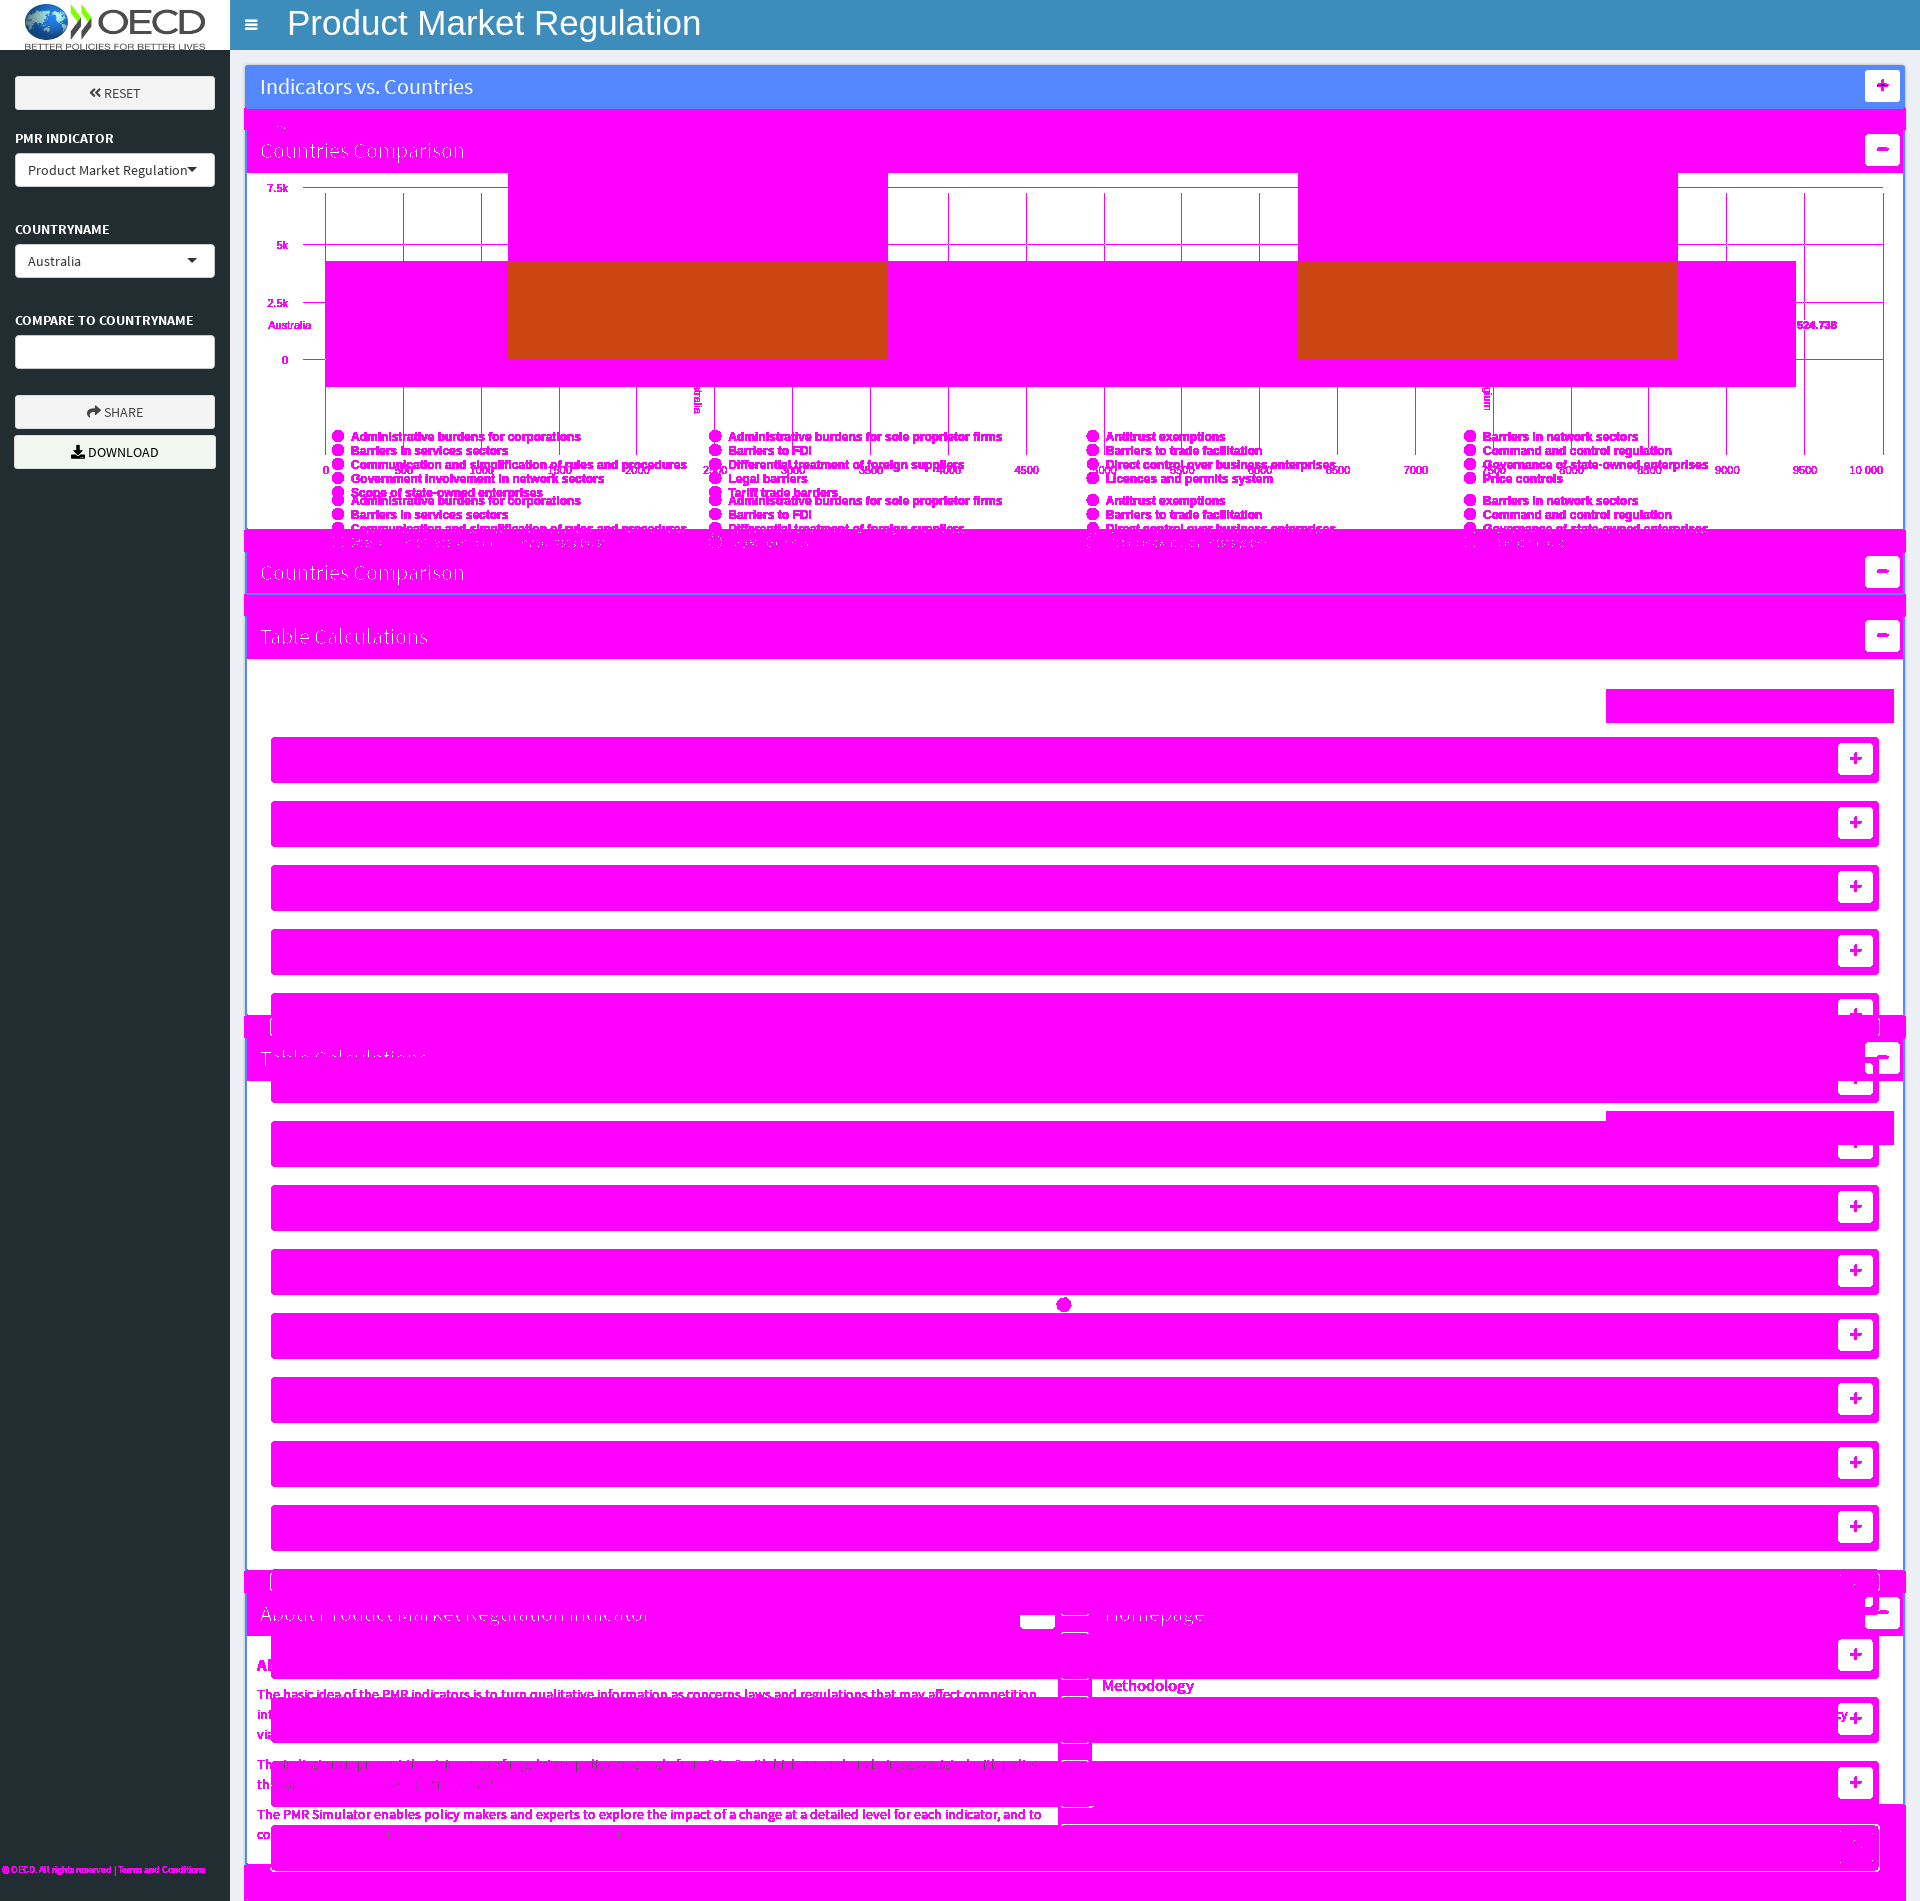 OECD
BETTER POLICIES FOR BETTER LIVES
Product Market Regulation
RESET
PMR INDICATOR
Product Market Regulation
COUNTRYNAME
Australia
COMPARE TO COUNTRYNAME
SHARE
DOWNLOAD
© OECD. All rights reserved | Terms and Conditions
Indicators vs. Countries
Countries Comparison
7.5k
5k
2.5k
Australia
524.738
0
Administrative burdens for corporations
Administrative burdens for sole proprietor firms
Antitrust exemptions
Barriers in network sectors
Barriers in services sectors
Barriers to FDI
Barriers to trade facilitation
Command and control regulation
Communication and simplification of rules and procedures
Differential treatment of foreign suppliers
Direct control over business enterprises
Governance of state-owned enterprises
0 500 1000 1500 2000 2500 3000 3500 4000 4500 5000 5500 6000 6500 7000 7500 8000 8500 9000 9500 10 000
Government involvement in network sectors
Legal barriers
Licences and permits system
Price controls
Scope of state-owned enterprises
Tariff trade barriers
Administrative burdens for corporations
Administrative burdens for sole proprietor firms
Antitrust exemptions
Barriers in network sectors
Barriers in services sectors
Barriers to FDI
Barriers to trade facilitation
Command and control regulation
Communication and simplification of rules and procedures
Differential treatment of foreign suppliers
Direct control over business enterprises
Governance of state-owned enterprises
Countries Comparison
Table Calculations
Table Calculations
About Product Market Regulation Indicator
Homepage
Methodology
The basic idea of the PMR indicators is to turn qualitative information as concerns laws and regulations that may affect competition
The PMR Simulator enables policy makers and experts to explore the impact of a change at a detailed level for each indicator, and to